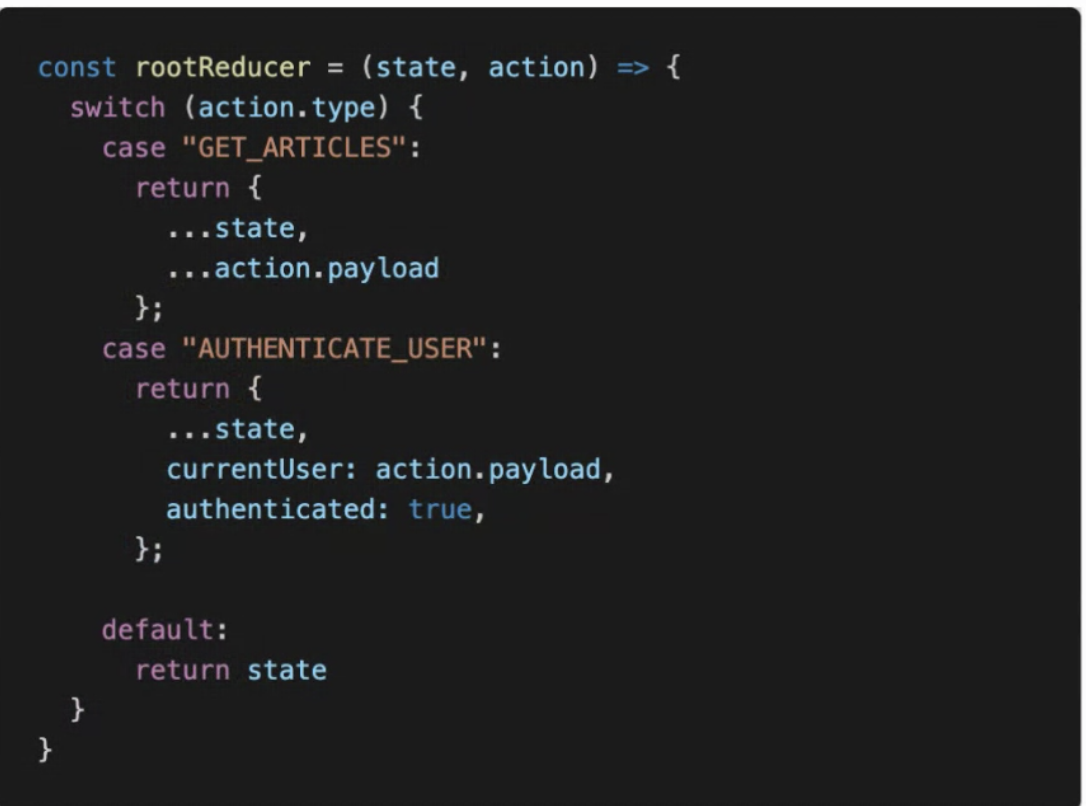 const rootReducer = (state, action) => {
  switch (action.type) {
    case "GET_ARTICLES":
      return {
        ...state,
        ...action.payload
      };
    case "AUTHENTICATE_USER":
      return {
        ...state,
        currentUser: action.payload,
        authenticated: true,
      };

    default:
      return state
  }
}